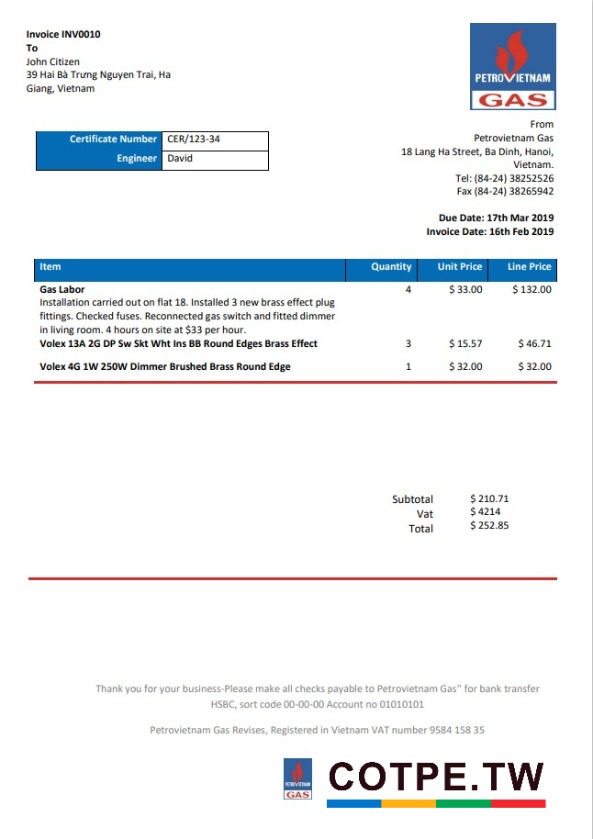 Invoice INV0010
To
John Citizen
39 Hai Bà Trưng Nguyen Trai, Ha
Giang, Vietnam
PETROVIETNAM
GAS
From
Petrovietnam Gas
18 Lang Ha Street, Ba Dinh, Hanoi,
Vietnam.
Tel: (84-24) 38252526
Fax (84-24) 38265942
Certificate Number CER/123-34
Engineer David
Due Date: 17th Mar 2019
Invoice Date: 16th Feb 2019
Item Quantity Unit Price Line Price
Gas Labor 4 $ 33.00 $ 132.00
Installation carried out on flat 18. Installed 3 new brass effect plug
fittings. Checked fuses. Reconnected gas switch and fitted dimmer
in living room. 4 hours on site at $33 per hour.
Volex 13A 2G DP Sw Skt Wht Ins BB Round Edges Brass Effect 3 $ 15.57 $ 46.71
Volex 4G 1W 250W Dimmer Brushed Brass Round Edge 1 $ 32.00 $ 32.00
Subtotal $ 210.71
Vat $ 4214
Total $ 252.85
Thank you for your business-Please make all checks payable to Petrovietnam Gas" for bank transfer
HSBC, sort code 00-00-00 Account no 01010101
Petrovietnam Gas Revises, Registered in Vietnam VAT number 9584 158 35
PETROVIETNAM
GAS
COTPE.TW